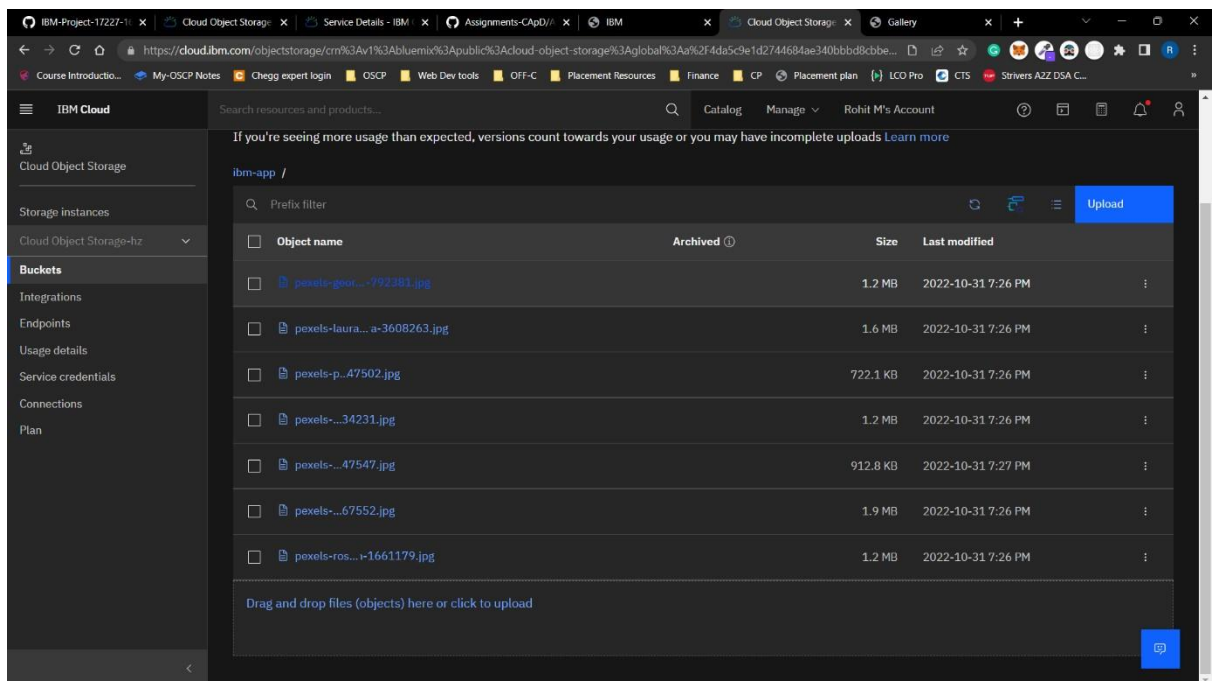 IBM-Project-17227-1 Cloud Object Storage Service Details - IBM Assignments-CApD/A IBM Cloud Object Storage Gallery
https://cloud.ibm.com/objectstorage/crn%3Av1%3Abluemix%3Apublic%3Acloud-object-storage%3Aglobal%3Aa%2F4da5c9e1d2744684ae340bbbd8cbbe...
Course Introductio... My-OSCP Notes Chegg expert login OSCP Web Dev tools OFF-C Placement Resources Finance CP Placement plan LCO Pro CTS Strivers A2Z DSA C... »
IBM Cloud Search resources and products... Catalog Manage Rohit M's Account
If you're seeing more usage than expected, versions count towards your usage or you may have incomplete uploads Learn more
Cloud Object Storage
ibm-app /
Storage instances
Cloud Object Storage-hz
Buckets
Integrations
Endpoints
Usage details
Service credentials
Connections
Plan
Prefix filter Upload
Object name Archived Size Last modified
pexels-geor...-792381.jpg 1.2 MB 2022-10-31 7:26 PM
pexels-laura... a-3608263.jpg 1.6 MB 2022-10-31 7:26 PM
pexels-p...47502.jpg 722.1 KB 2022-10-31 7:26 PM
pexels-...34231.jpg 1.2 MB 2022-10-31 7:26 PM
pexels-...47547.jpg 912.8 KB 2022-10-31 7:27 PM
pexels-...67552.jpg 1.9 MB 2022-10-31 7:26 PM
pexels-ros...-1661179.jpg 1.2 MB 2022-10-31 7:26 PM
Drag and drop files (objects) here or click to upload